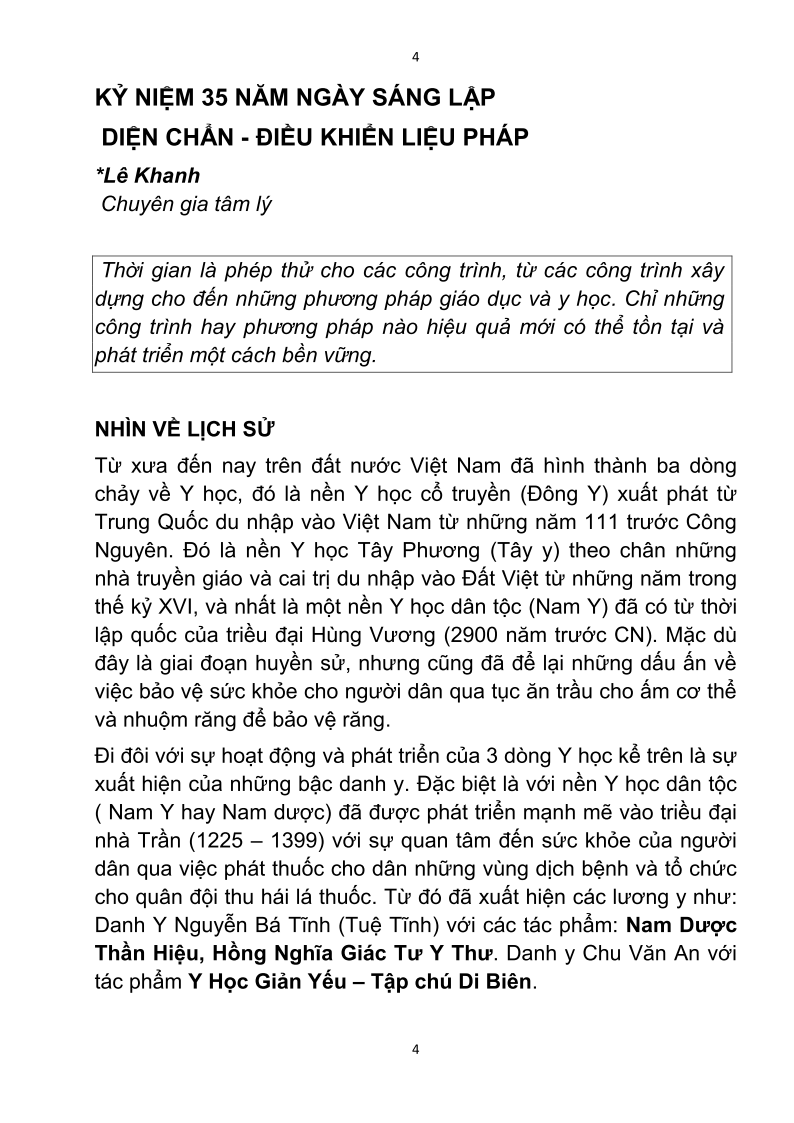 4
KỶ NIỆM 35 NĂM NGÀY SÁNG LẬP
DIỆN CHẨN - ĐIỀU KHIỂN LIỆU PHÁP
*Lê Khanh
Chuyên gia tâm lý
Thời gian là phép thử cho các công trình, từ các công trình xây
dựng cho đến những phương pháp giáo dục và y học. Chỉ những
công trình hay phương pháp nào hiệu quả mới có thể tồn tại và
phát triển một cách bền vững.
NHÌN VỀ LỊCH SỬ
Từ xưa đến nay trên đất nước Việt Nam đã hình thành ba dòng
chảy về Y học, đó là nền Y học cổ truyền (Đông Y) xuất phát từ
Trung Quốc du nhập vào Việt Nam từ những năm 111 trước Công
Nguyên. Đó là nền Y học Tây Phương (Tây y) theo chân những
nhà truyền giáo và cai trị du nhập vào Đất Việt từ những năm trong
thế kỷ XVI, và nhất là một nền Y học dân tộc (Nam Y) đã có từ thời
lập quốc của triều đại Hùng Vương (2900 năm trước CN). Mặc dù
đây là giai đoạn huyền sử, nhưng cũng đã để lại những dấu ấn về
việc bảo vệ sức khỏe cho người dân qua tục ăn trầu cho ấm cơ thể
và nhuộm răng để bảo vệ răng.
Đi đôi với sự hoạt động và phát triển của 3 dòng Y học kể trên là sự
xuất hiện của những bậc danh y. Đặc biệt là với nền Y học dân tộc
( Nam Y hay Nam dược) đã được phát triển mạnh mẽ vào triều đại
nhà Trần (1225 – 1399) với sự quan tâm đến sức khỏe của người
dân qua việc phát thuốc cho dân những vùng dịch bệnh và tổ chức
cho quân đội thu hái lá thuốc. Từ đó đã xuất hiện các lương y như:
Danh Y Nguyễn Bá Tĩnh (Tuệ Tĩnh) với các tác phẩm: Nam Dược
Thần Hiệu, Hồng Nghĩa Giác Tư Y Thư. Danh y Chu Văn An với
tác phẩm Y Học Giản Yếu – Tập chú Di Biên.
4